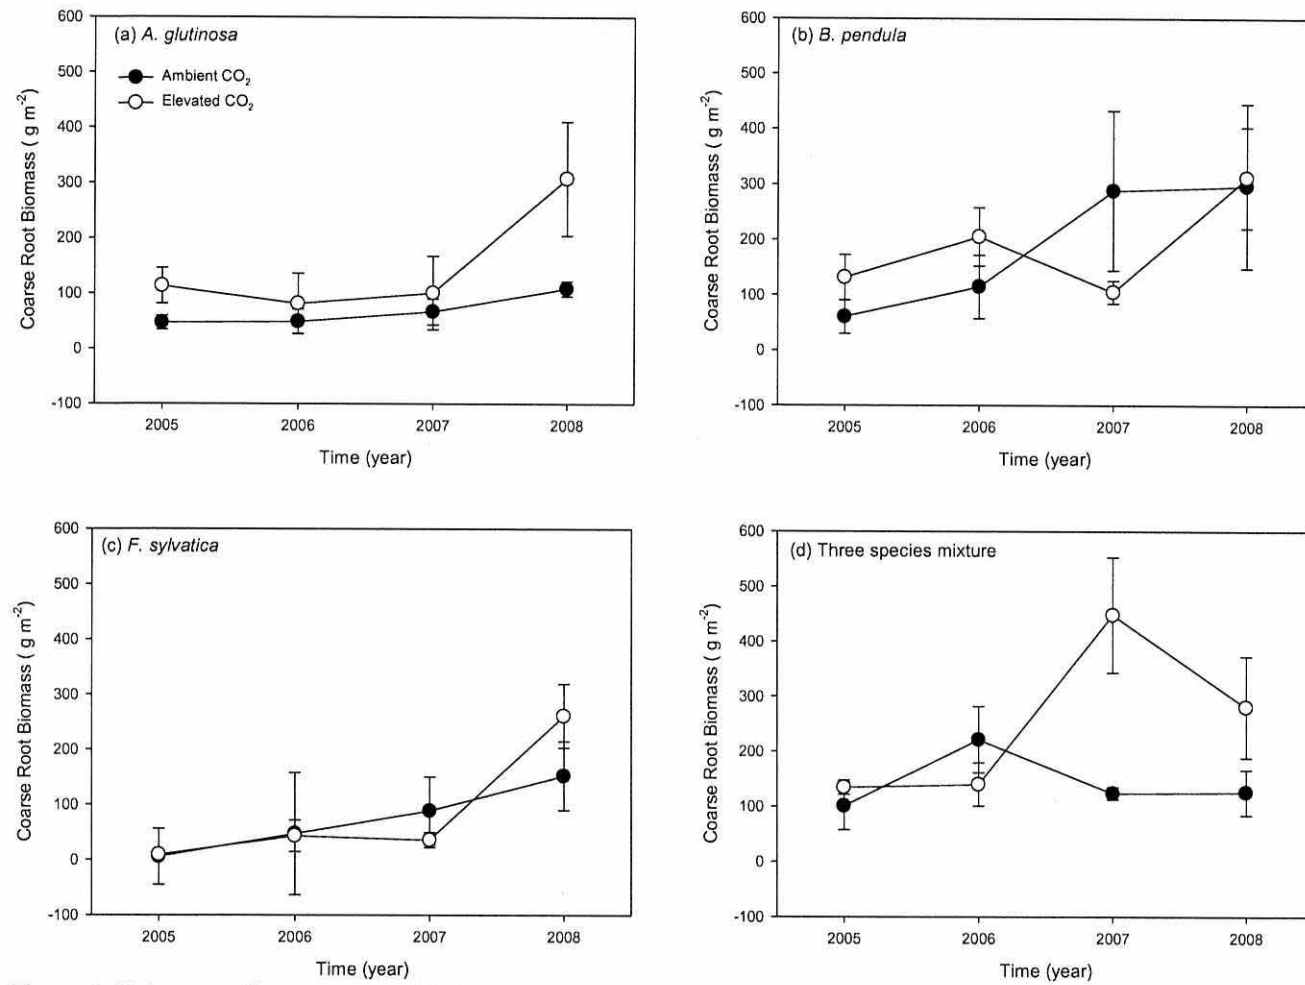 (a) A. glutinosa
Ambient CO2
Elevated CO2
Coarse Root Biomass ( g m-2)
600
500
400
300
200
100
0
-100
2005 2006 2007 2008
Time (year)
(b) B. pendula
Coarse Root Biomass ( g m-2)
600
500
400
300
200
100
0
-100
2005 2006 2007 2008
Time (year)
(c) F. sylvatica
Coarse Root Biomass ( g m-2)
600
500
400
300
200
100
0
-100
2005 2006 2007 2008
Time (year)
(d) Three species mixture
Coarse Root Biomass ( g m-2)
600
500
400
300
200
100
0
-100
2005 2006 2007 2008
Time (year)